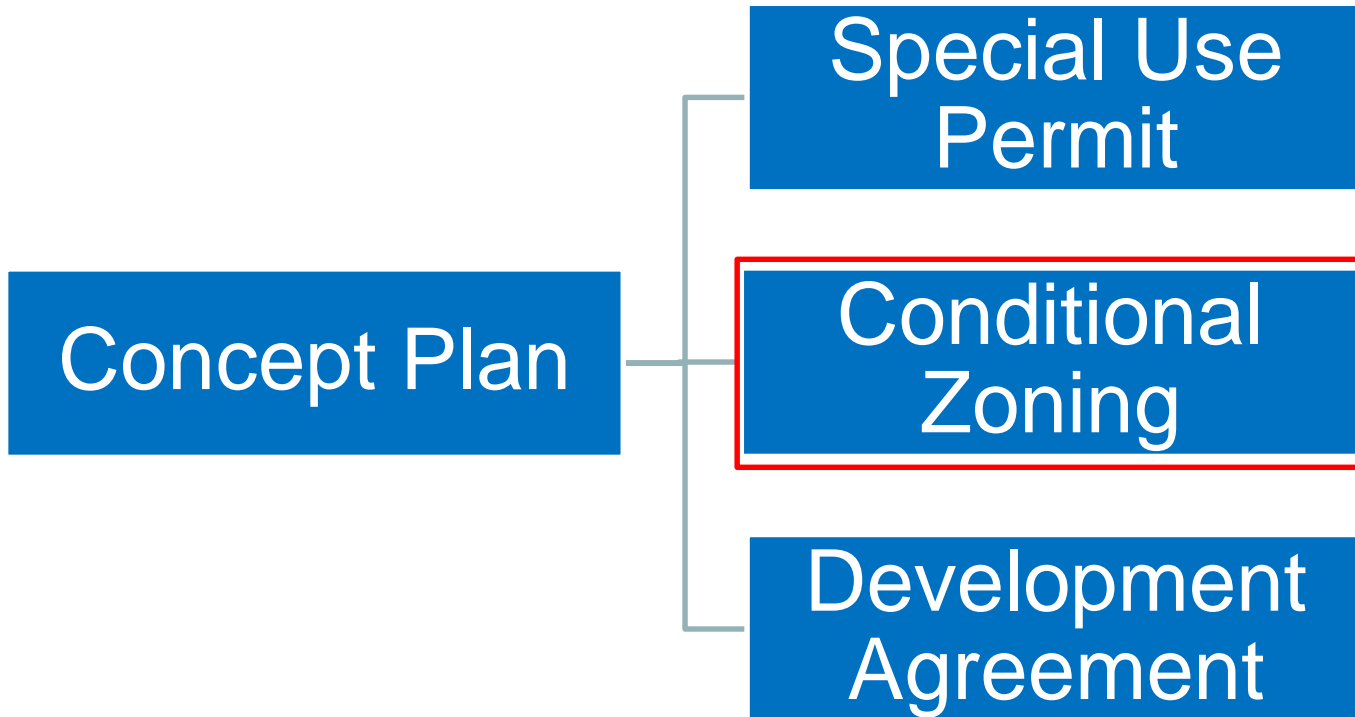 Concept Plan
Special Use
Permit
Conditional
Zoning
Development
Agreement